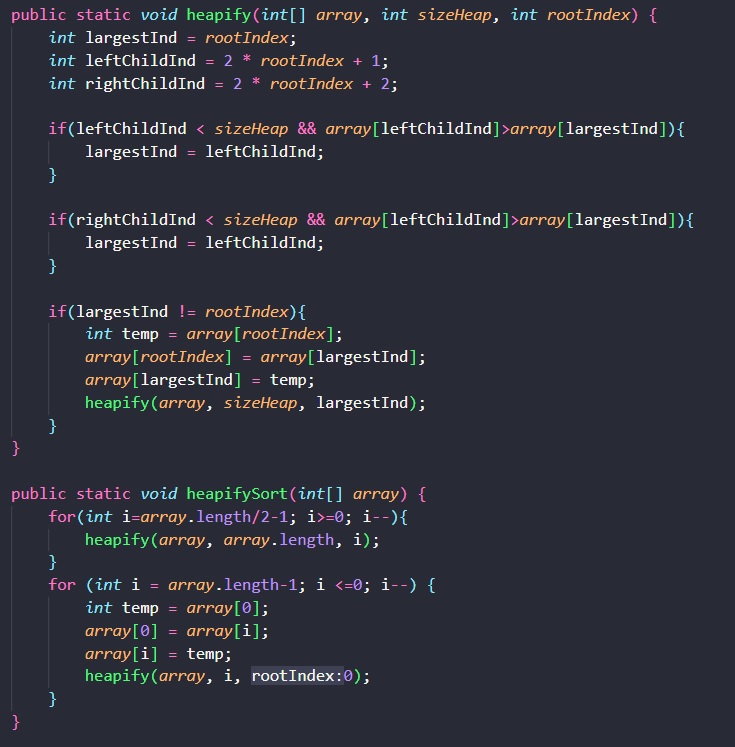 public static void heapify(int[] array, int sizeHeap, int rootIndex) {
    int largestInd = rootIndex;
    int leftChildInd = 2 * rootIndex + 1;
    int rightChildInd = 2 * rootIndex + 2;

    if(leftChildInd < sizeHeap && array[leftChildInd]>array[largestInd]){
        largestInd = leftChildInd;
    }

    if(rightChildInd < sizeHeap && array[leftChildInd]>array[largestInd]){
        largestInd = leftChildInd;
    }

    if(largestInd != rootIndex){
        int temp = array[rootIndex];
        array[rootIndex] = array[largestInd];
        array[largestInd] = temp;
        heapify(array, sizeHeap, largestInd);
    }
}

public static void heapifySort(int[] array) {
    for(int i=array.length/2-1; i>=0; i--){
        heapify(array, array.length, i);
    }
    for (int i = array.length-1; i <=0; i--) {
        int temp = array[0];
        array[0] = array[i];
        array[i] = temp;
        heapify(array, i, rootIndex:0);
    }
}